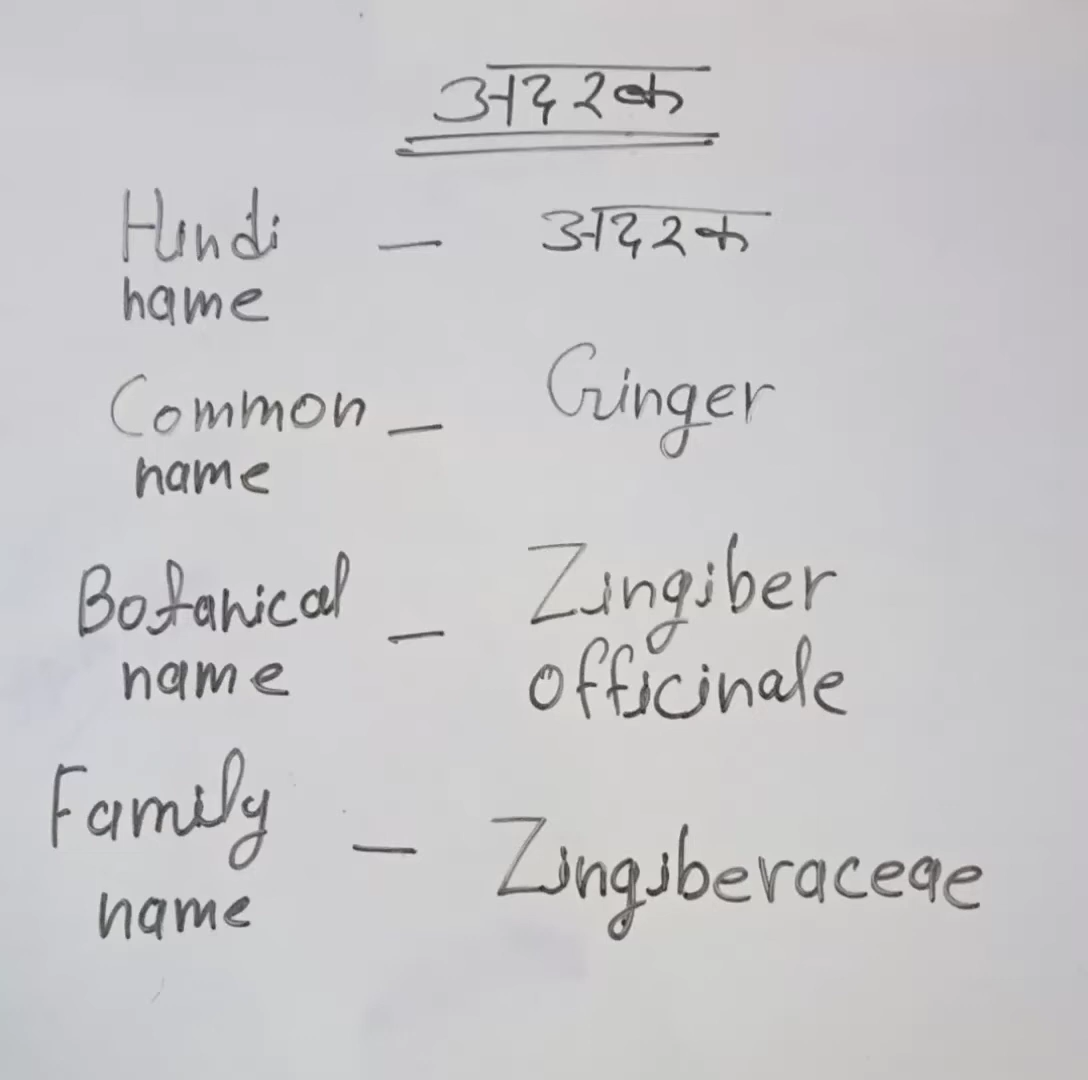 अदरक
Hindi – अदरक
name
Common – Ginger
name
Botanical – Zingiber
name officinale
Family – Zingiberaceae
name